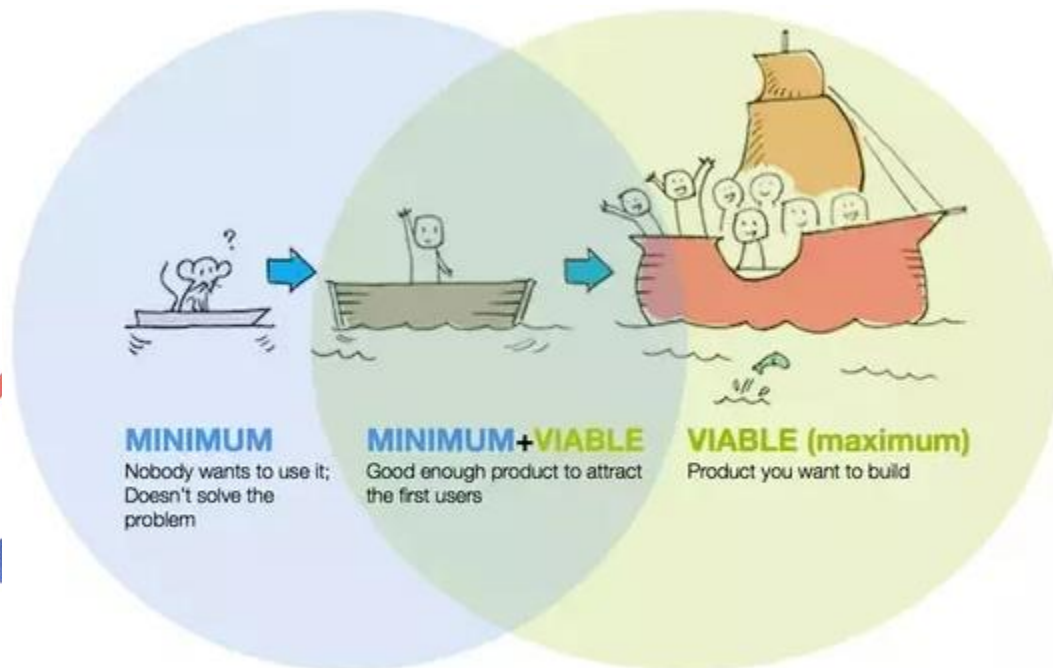 ?
MINIMUM
Nobody wants to use it;
Doesn't solve the
problem
MINIMUM+VIABLE
Good enough product to attract
the first users
VIABLE (maximum)
Product you want to build